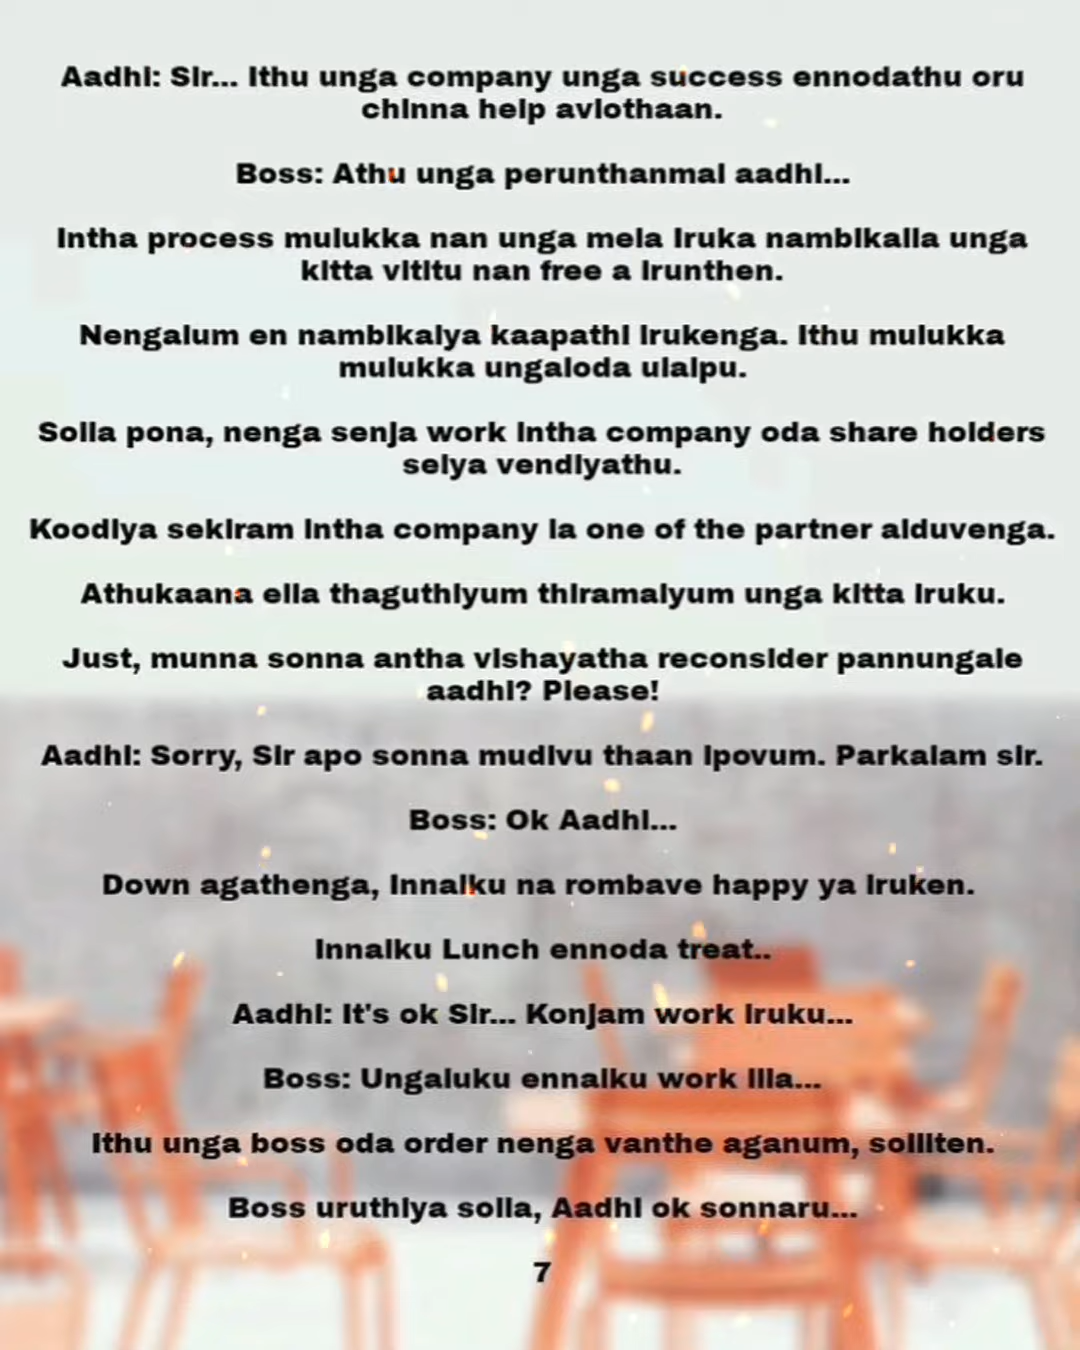 Aadhi: Sir... Ithu unga company unga success ennodathu oru
chinna help avlothaan.
Boss: Athu unga perunthanmai aadhi...
Intha process mulukka nan unga mela iruka nambikaila unga
kitta vititu nan free a irunthen.
Nengalum en nambikaiya kaapathi irukenga. Ithu mulukka
mulukka ungaloda ulaipu.
Solla pona, nenga senja work intha company oda share holders
seiya vendiyathu.
Koodiya sekiram intha company la one of the partner aiduvenga.
Athukaana ella thaguthiyum thiramaiyum unga kitta iruku.
Just, munna sonna antha vishayatha reconsider pannungale
aadhi? Please!
Aadhi: Sorry, Sir apo sonna mudivu thaan ipovum. Parkalam sir.
Boss: Ok Aadhi...
Down agathenga, innaiku na rombave happy ya iruken.
Innaiku Lunch ennoda treat..
Aadhi: It's ok Sir... Konjam work iruku...
Boss: Ungaluku ennaiku work illa...
Ithu unga boss oda order nenga vanthe aganum, solliten.
Boss uruthiya solla, Aadhi ok sonnaru...
7